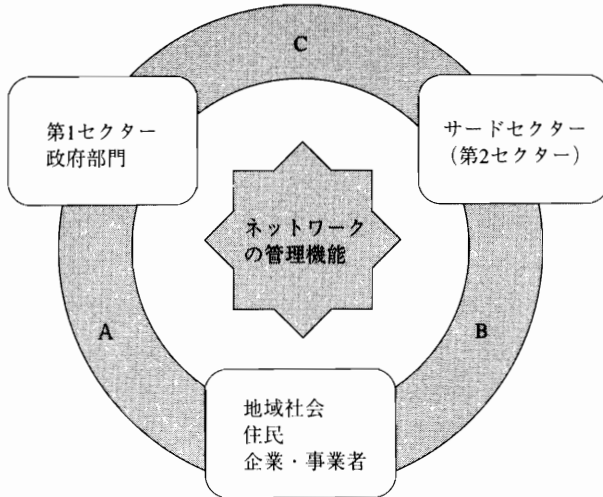 C
第1セクター
政府部門
サードセクター
（第2セクター）
ネットワーク
の管理機能
A
B
地域社会
住民
企業・事業者